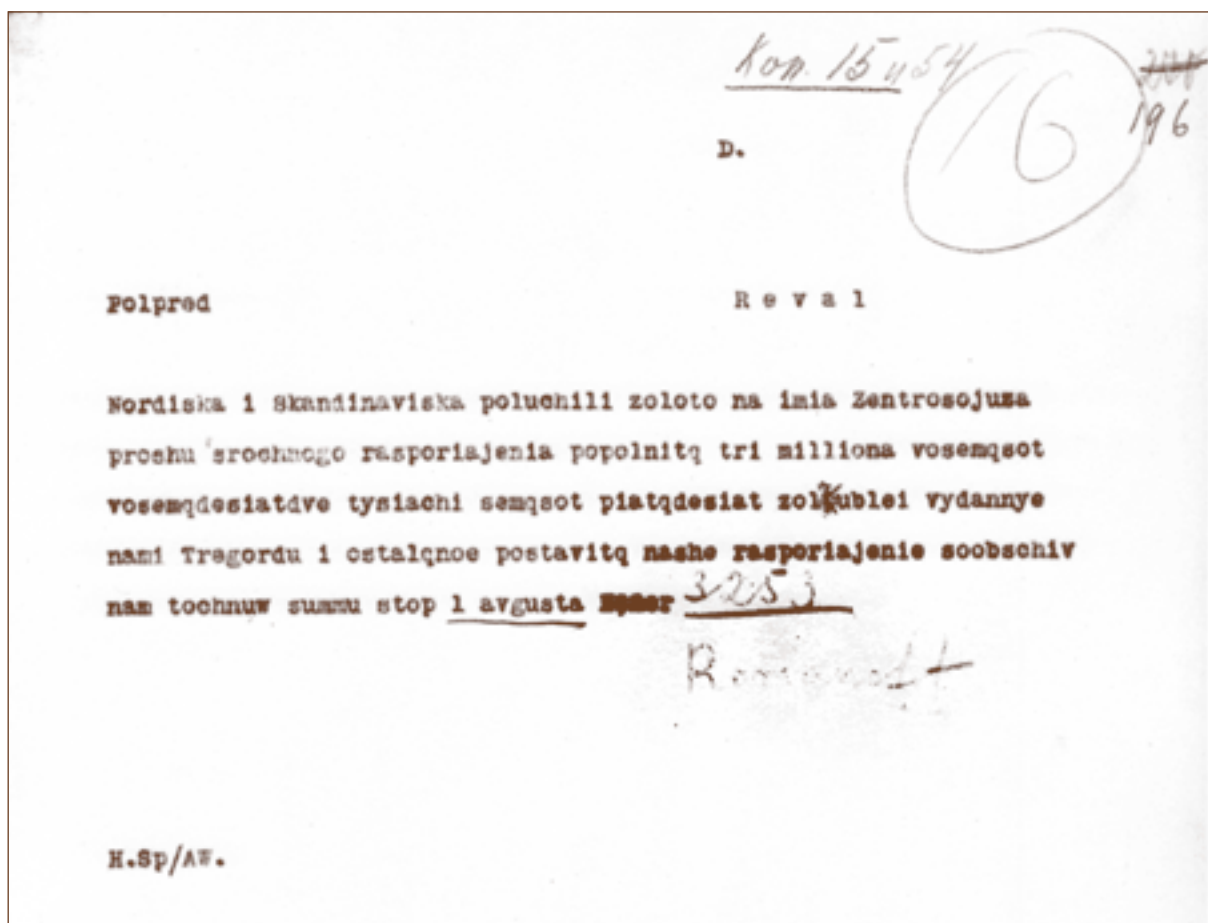 Коп. 15 и 54
16
196
D.
Polpred
Reval
Nordiska i Skandinaviska poluchili zoloto na imia Zentrosojuza
proshu srochnogo rasporiajenia popolnitq tri milliona vosemqsot
vosemqdesiatdve tysiachi semqsot piatqdesiat zolrublei vydannye
nami Tregordu i ostalqnoe postavitq nashe rasporiajenie soobschiv
nam tochnuw summu stop 1 avgusta 3253
H.Sp/AW.